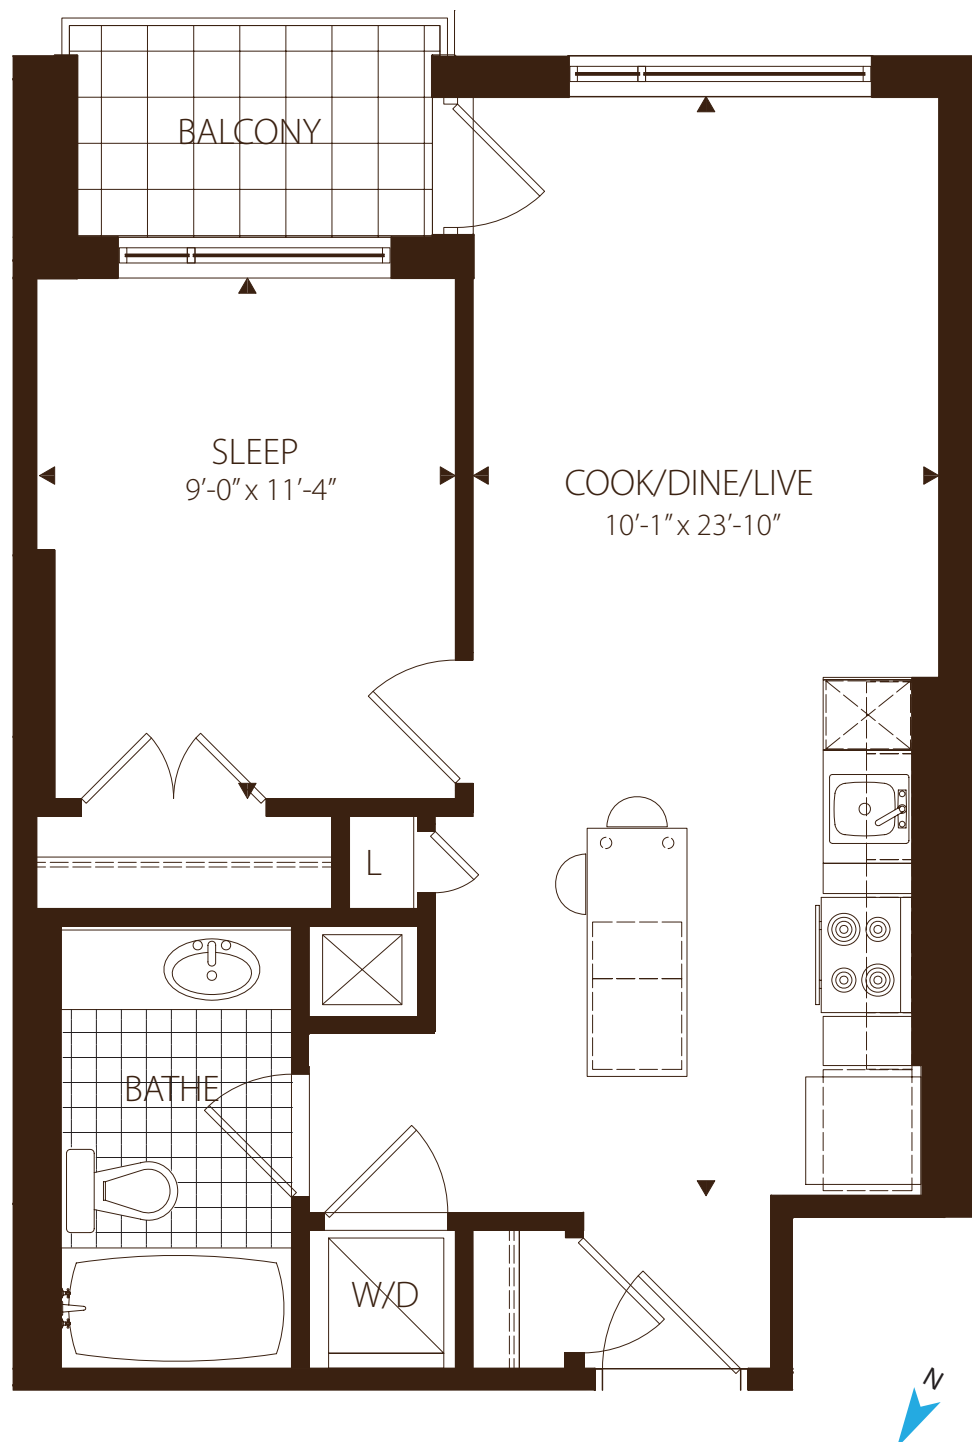 BALCONY
SLEEP
9’-0” x 11’-4”
COOK/DINE/LIVE
10’-1” x 23’-10”
L
BATHE
W/D
N